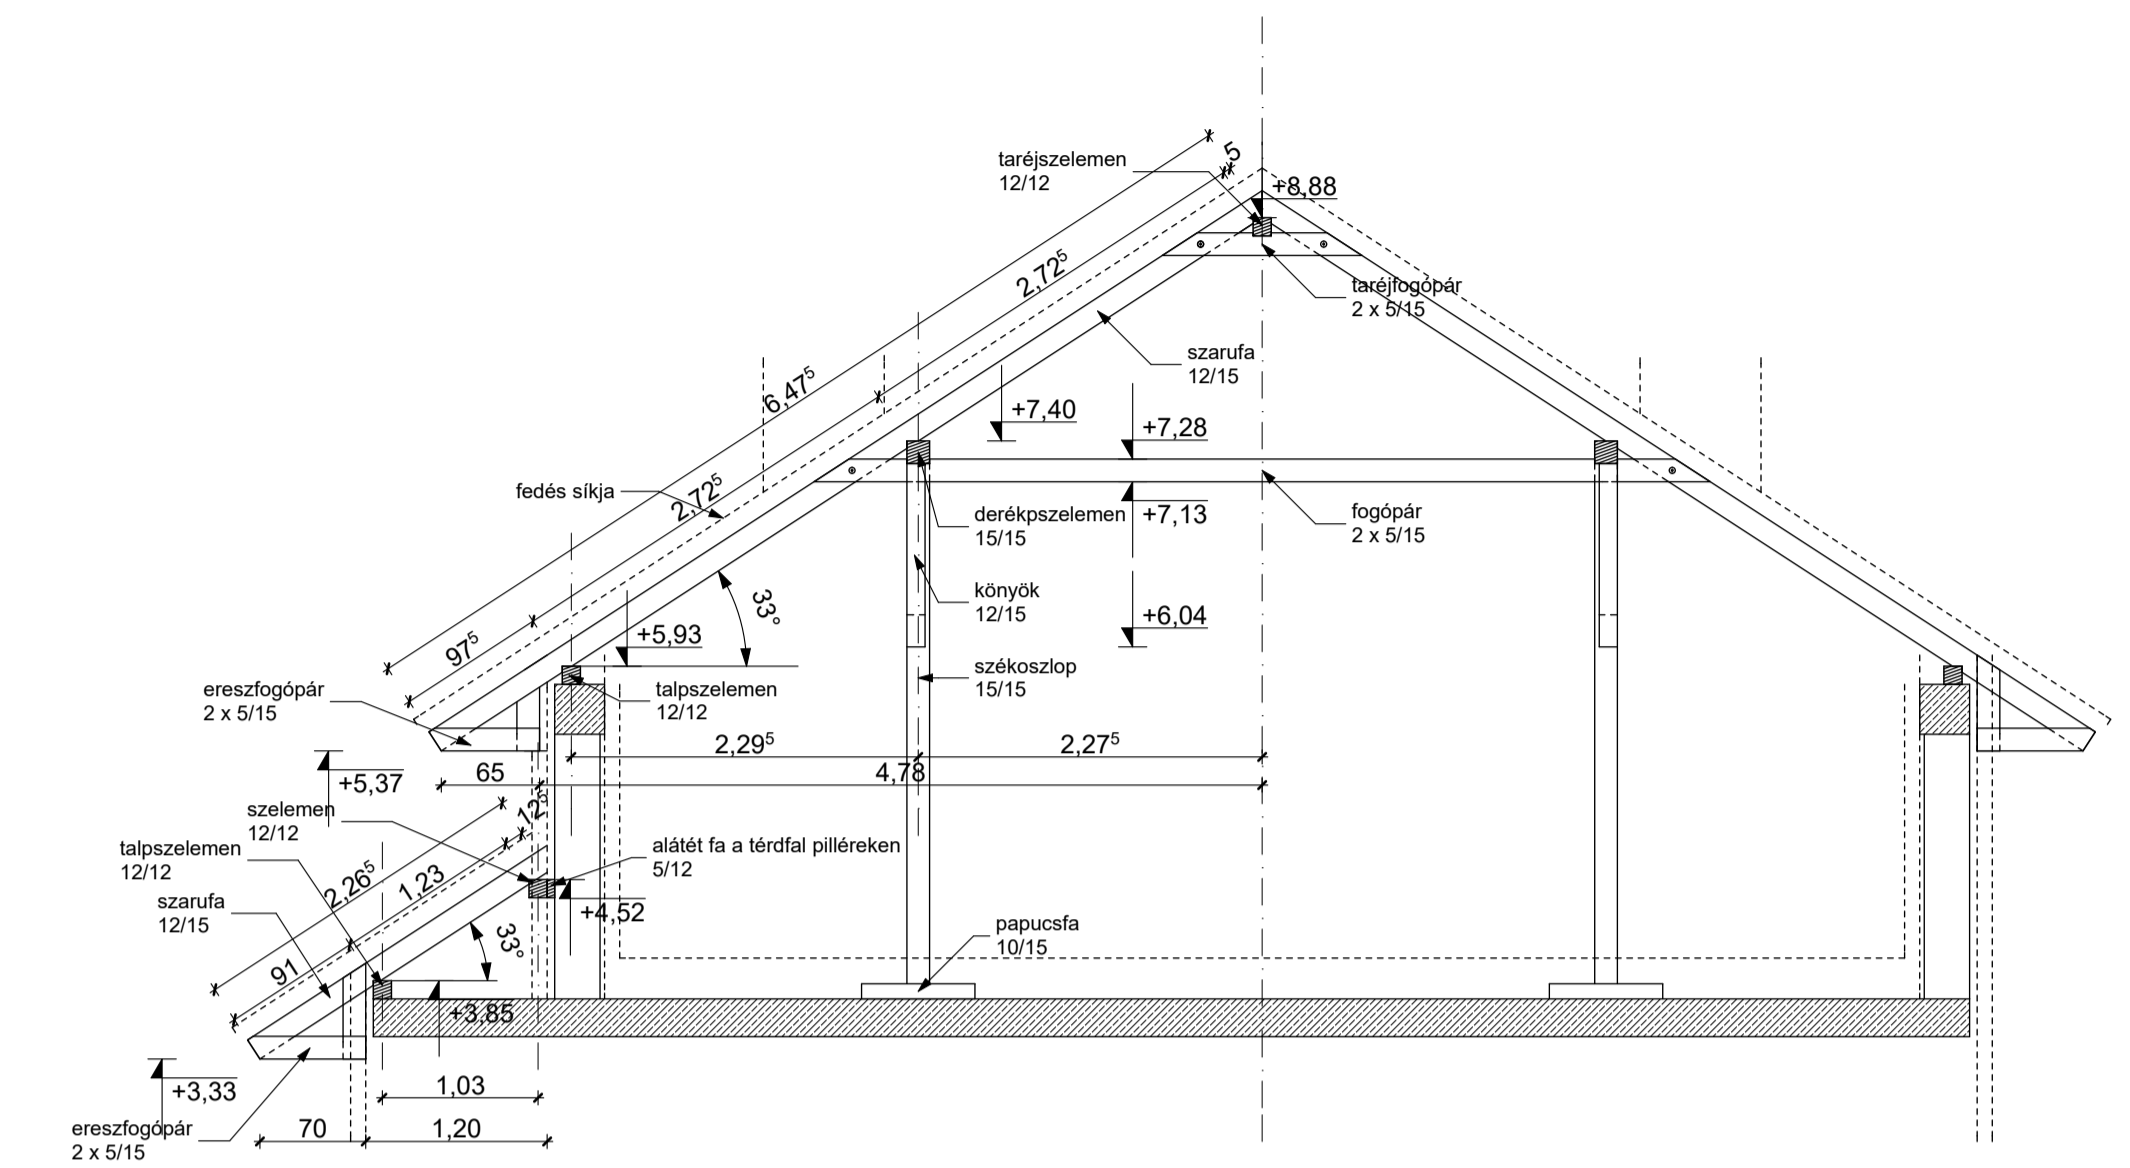 taréjszelemen
12/12
5
+8,88
2,72⁵
taréjfogópár
2 x 5/15
szarufa
12/15
6,47⁵
+7,40
+7,28
fedés síkja
2,72⁵
derékpszelemen
15/15
+7,13
fogópár
2 x 5/15
33°
könyök
12/15
+6,04
+5,93
97⁵
székoszlop
15/15
ereszfogópár
2 x 5/15
talpszelemen
12/12
2,29⁵
2,27⁵
+5,37
65
4,78
szelemen
12/12
12⁵
talpszelemen
12/12
alátét fa a térdfal pilléreken
5/12
2,26⁵
1,23
szarufa
12/15
+4,52
33°
papucsfa
10/15
91
+3,85
+3,33
1,03
ereszfogópár
2 x 5/15
70
1,20